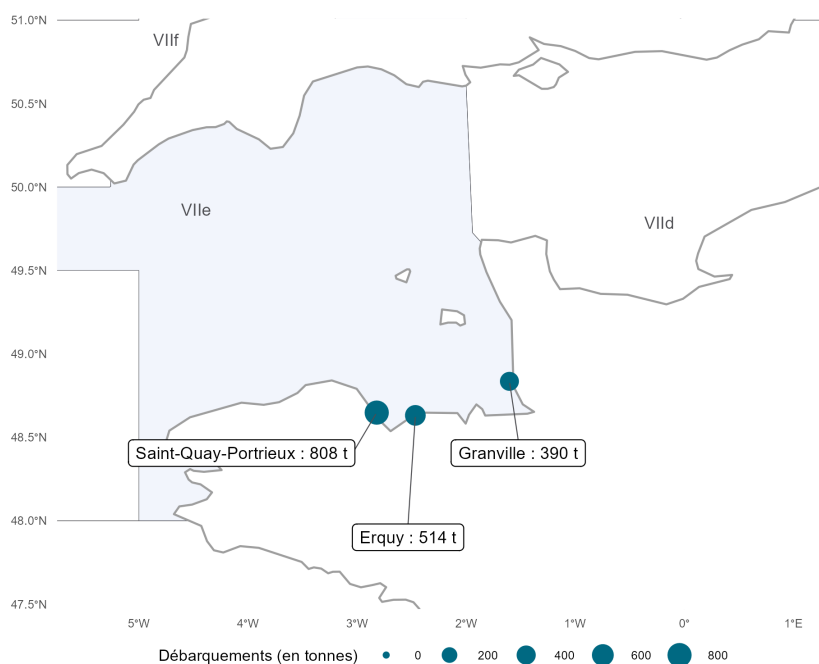 51.0°N
VIIf
50.5°N
50.0°N
VIIe
VIId
49.5°N
49.0°N
48.5°N
Saint-Quay-Portrieux : 808 t
Granville : 390 t
48.0°N
Erquy : 514 t
47.5°N
5°W 4°W 3°W 2°W 1°W 0° 1°E
Débarquements (en tonnes) 0 200 400 600 800